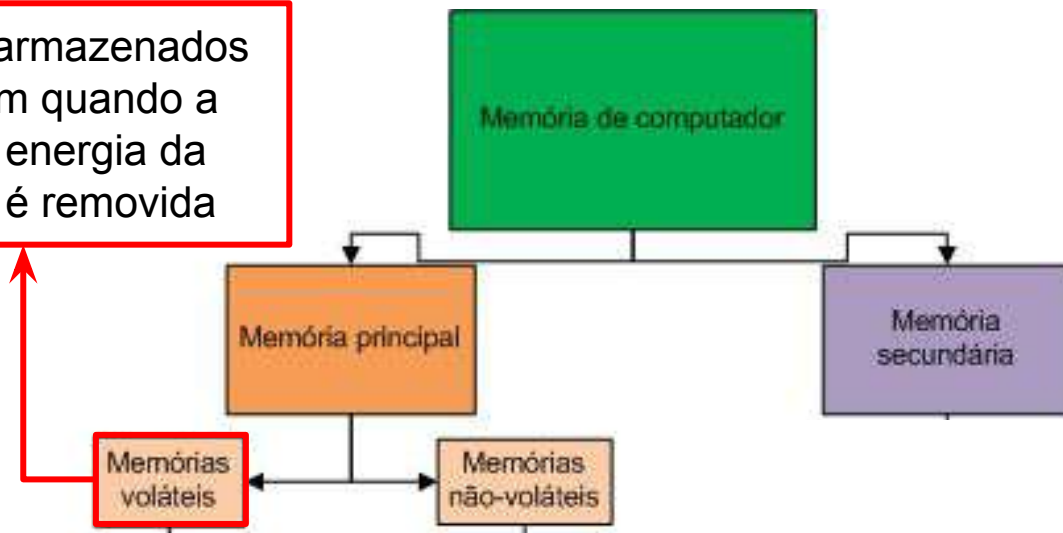 armazenados
m quando a
energia da
é removida
Memória de computador
Memória principal
Memória
secundária
Memórias
voláteis
Memórias
não-voláteis